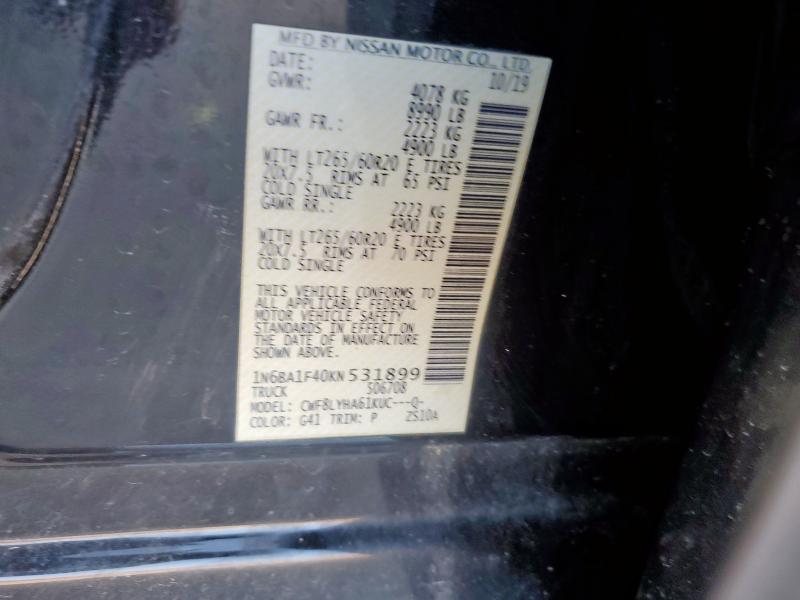 MFD BY NISSAN MOTOR CO., LTD.
DATE: 10/19
GVWR: 4078 KG
8990 LB
GAWR FR.: 2223 KG
4900 LB
WITH LT265/60R20 E TIRES
20X7.5 RIMS AT 65 PSI
COLD SINGLE
GAWR RR.: 2223 KG
4900 LB
WITH LT265/60R20 E TIRES
20X7.5 RIMS AT 70 PSI
COLD SINGLE
THIS VEHICLE CONFORMS TO
ALL APPLICABLE FEDERAL
MOTOR VEHICLE SAFETY
STANDARDS IN EFFECT ON
THE DATE OF MANUFACTURE
SHOWN ABOVE.
1N6BA1F40KN531899
TRUCK S06708
MODEL: CWF8LYHA61KUC---Q-
COLOR: G41 TRIM: P ZS10A